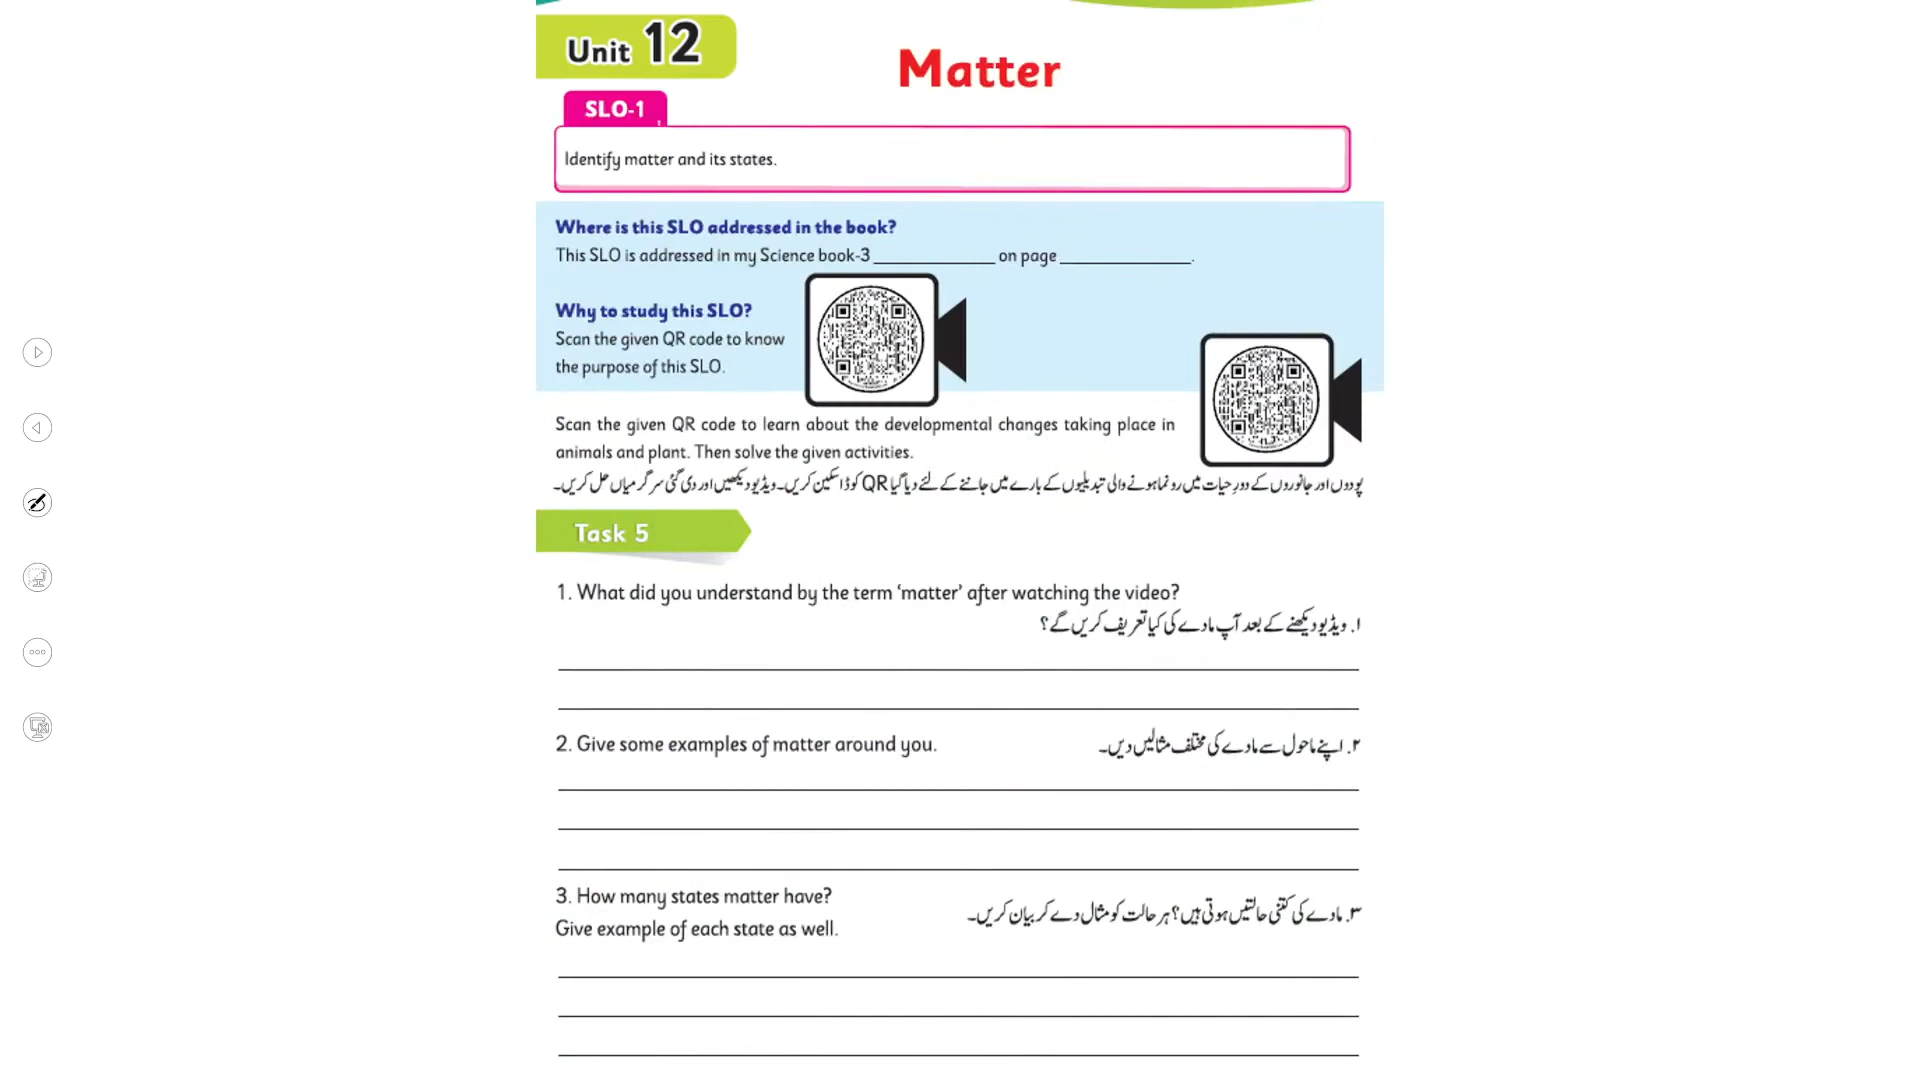 Unit 12
Matter
SLO-1
Identify matter and its states.
Where is this SLO addressed in the book?
This SLO is addressed in my Science book-3 ____________ on page _____________.
Why to study this SLO?
Scan the given QR code to know
the purpose of this SLO.
Scan the given QR code to learn about the developmental changes taking place in
animals and plant. Then solve the given activities.
پودوں اور جانوروں کے دورِ حیات میں رونما ہونے والی تبدیلیوں کے بارے میں جاننے کے لئے دیا گیا QR کوڈ اسکین کریں۔ ویڈیو دیکھیں اور دی گئی سرگرمیاں حل کریں۔
Task 5
1. What did you understand by the term ‘matter’ after watching the video?
۱. ویڈیو دیکھنے کے بعد آپ مادے کی کیا تعریف کریں گے؟
2. Give some examples of matter around you.
۲. اپنے ماحول سے مادے کی مختلف مثالیں دیں۔
3. How many states matter have?
Give example of each state as well.
۳. مادے کی کتنی حالتیں ہوتی ہیں؟ ہر حالت کو مثال دے کر بیان کریں۔